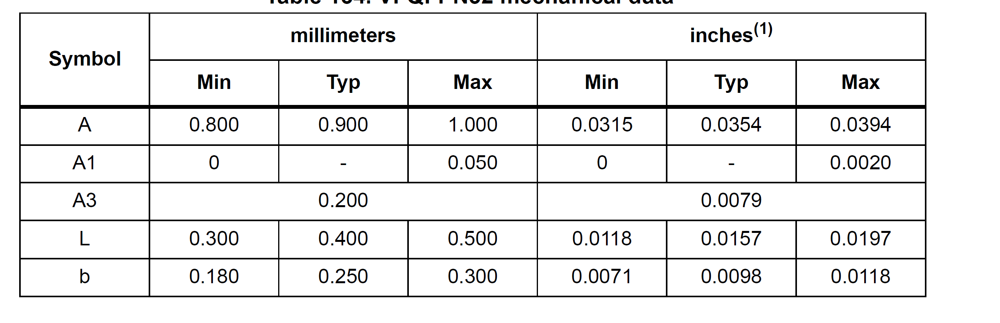 mechanical data
millimeters inches(1)
Symbol
Min Typ Max Min Typ Max
A 0.800 0.900 1.000 0.0315 0.0354 0.0394
A1 0 - 0.050 0 - 0.0020
A3 0.200 0.0079
L 0.300 0.400 0.500 0.0118 0.0157 0.0197
b 0.180 0.250 0.300 0.0071 0.0098 0.0118